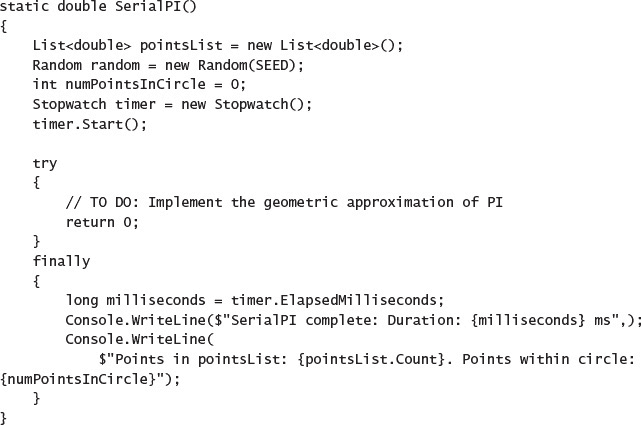 static double SerialPI()
{
    List<double> pointsList = new List<double>();
    Random random = new Random(SEED);
    int numPointsInCircle = 0;
    Stopwatch timer = new Stopwatch();
    timer.Start();

    try
    {
        // TO DO: Implement the geometric approximation of PI
        return 0;
    }
    finally
    {
        long milliseconds = timer.ElapsedMilliseconds;
        Console.WriteLine($"SerialPI complete: Duration: {milliseconds} ms",);
        Console.WriteLine(
            $"Points in pointsList: {pointsList.Count}. Points within circle:
{numPointsInCircle}");
    }
}